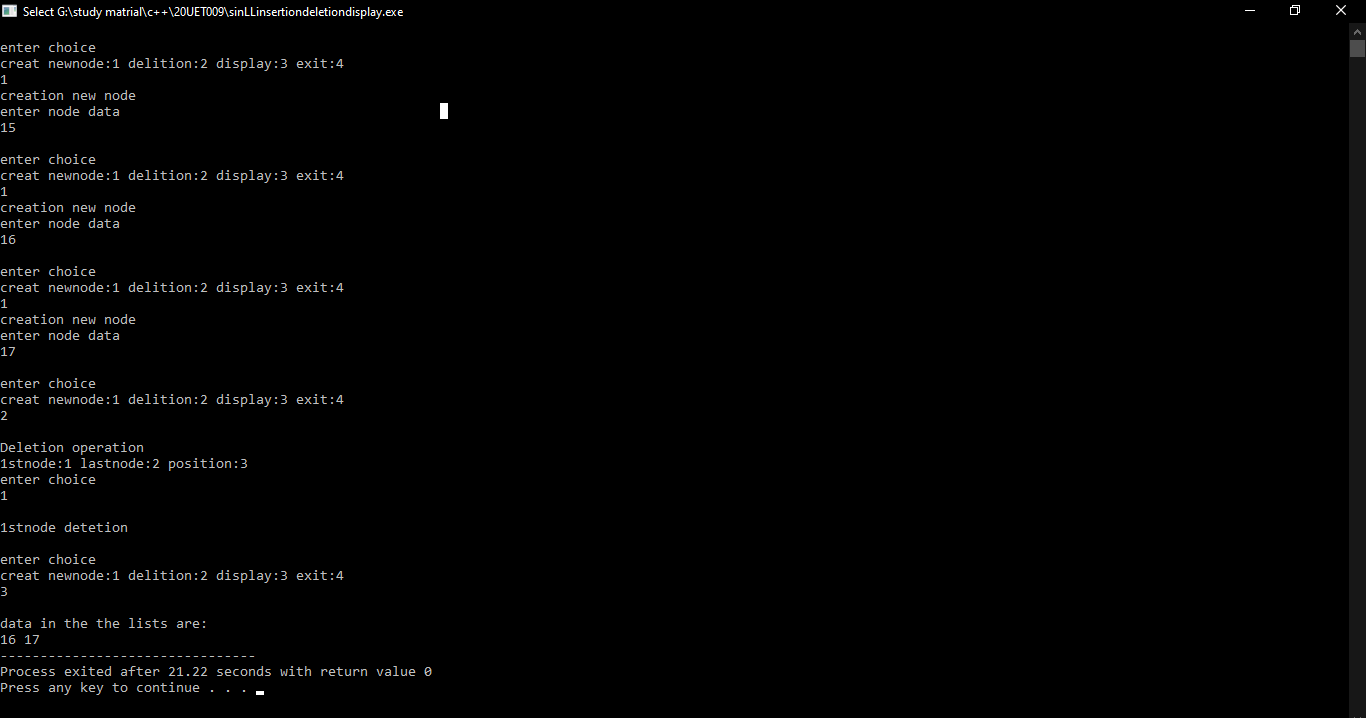 Select G:\study matrial\c++\20UET009\sinLLinsertiondeletiondisplay.exe
enter choice
creat newnode:1 delition:2 display:3 exit:4
1
creation new node
enter node data
15
enter choice
creat newnode:1 delition:2 display:3 exit:4
1
creation new node
enter node data
16
enter choice
creat newnode:1 delition:2 display:3 exit:4
1
creation new node
enter node data
17
enter choice
creat newnode:1 delition:2 display:3 exit:4
2
Deletion operation
1stnode:1 lastnode:2 position:3
enter choice
1
1stnode detetion
enter choice
creat newnode:1 delition:2 display:3 exit:4
3
data in the the lists are:
16 17
--------------------------------
Process exited after 21.22 seconds with return value 0
Press any key to continue . . .